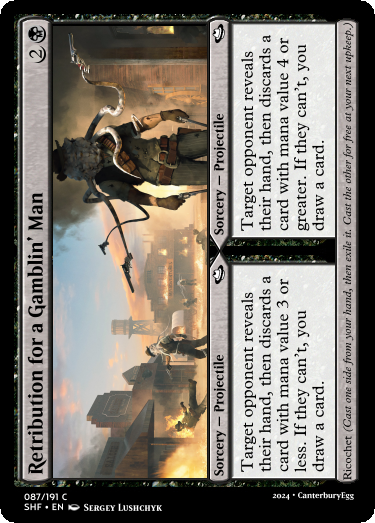 Retribution for a Gamblin' Man
2
Sorcery — Projectile
Target opponent reveals
their hand, then discards a
card with mana value 3 or
less. If they can't, you
draw a card.
Sorcery — Projectile
Target opponent reveals
their hand, then discards a
card with mana value 4 or
greater. If they can't, you
draw a card.
Ricochet (Cast one side from your hand, then exile it. Cast the other for free at your next upkeep.)
087/191 C
SHF • EN SERGEY LUSHCHYK
2024 • CanterburyEgg